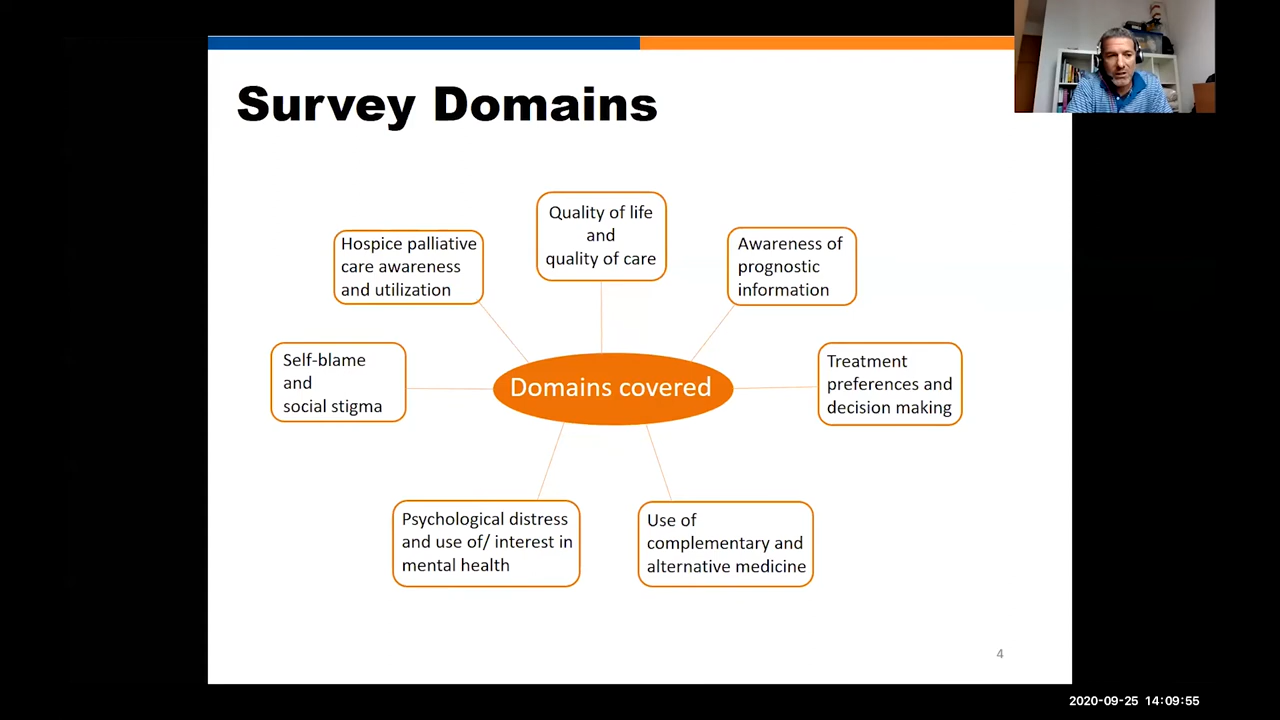 Survey Domains
Quality of life
and
quality of care
Hospice palliative
care awareness
and utilization
Awareness of
prognostic
information
Self-blame
and
social stigma
Domains covered
Treatment
preferences and
decision making
Psychological distress
and use of/ interest in
mental health
Use of
complementary and
alternative medicine
4
2020-09-25 14:09:55